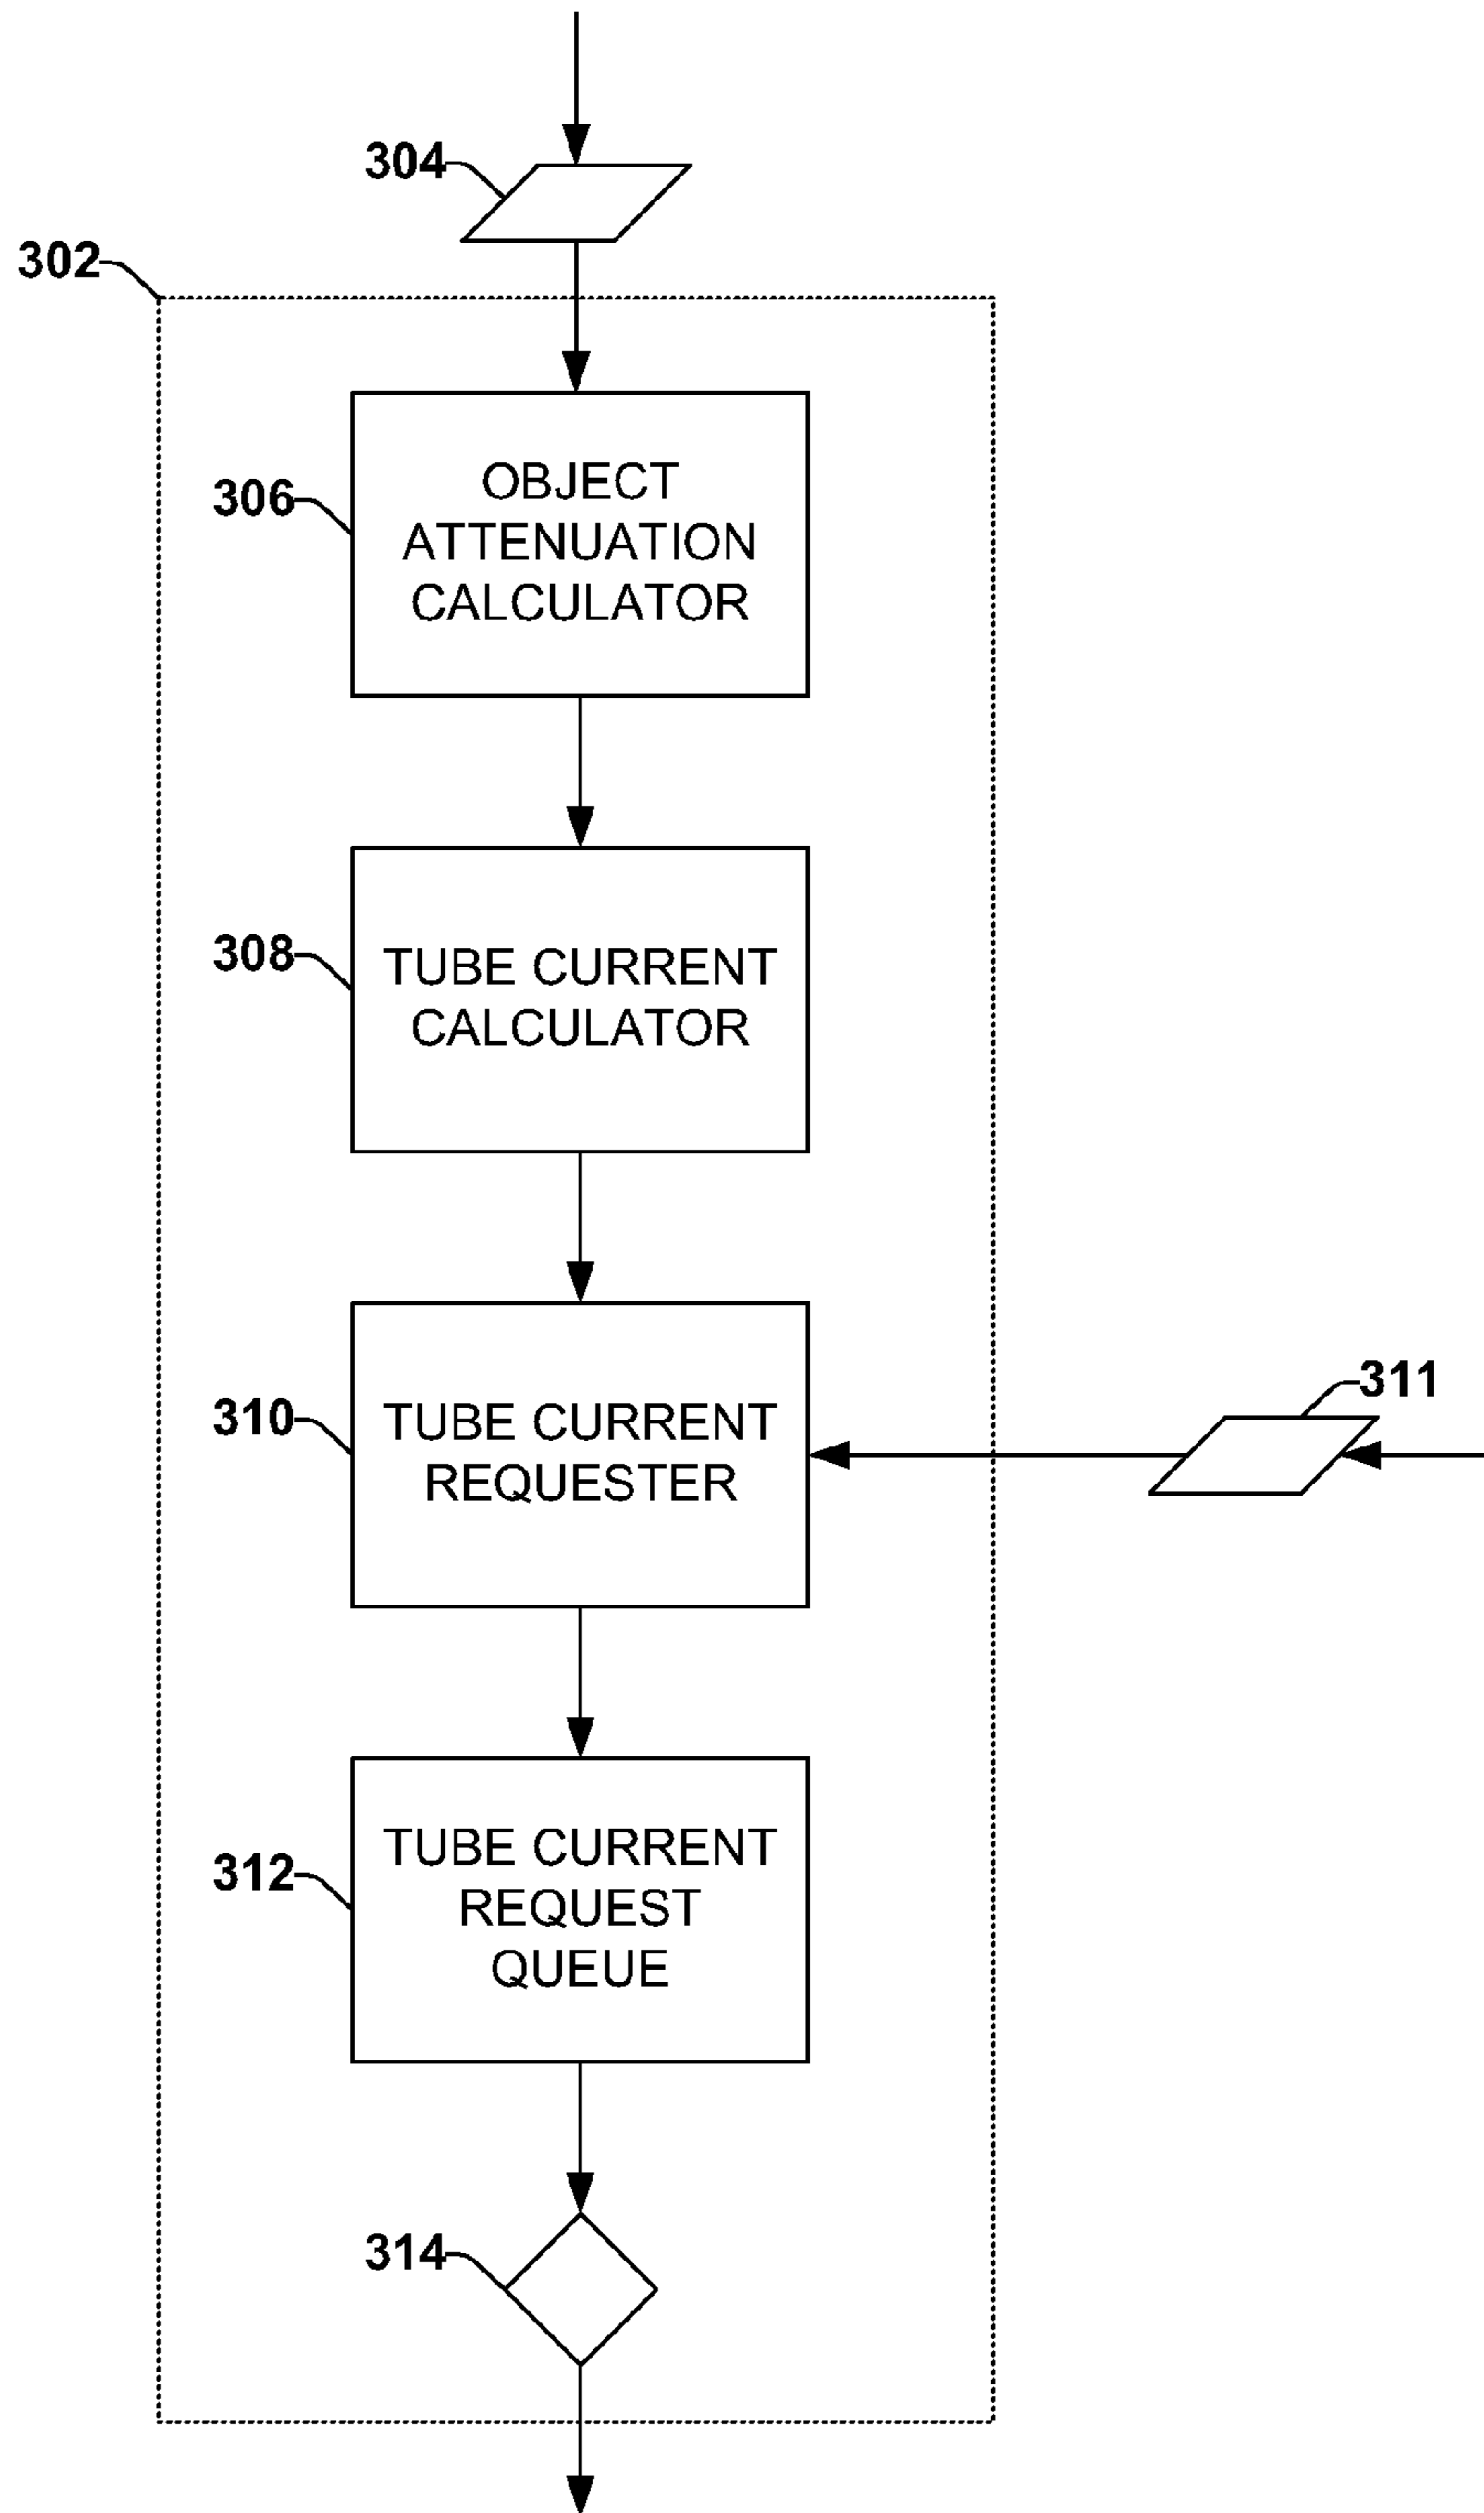 304
302
306
OBJECT
ATTENUATION
CALCULATOR
308
TUBE CURRENT
CALCULATOR
310
TUBE CURRENT
REQUESTER
311
312
TUBE CURRENT
REQUEST
QUEUE
314